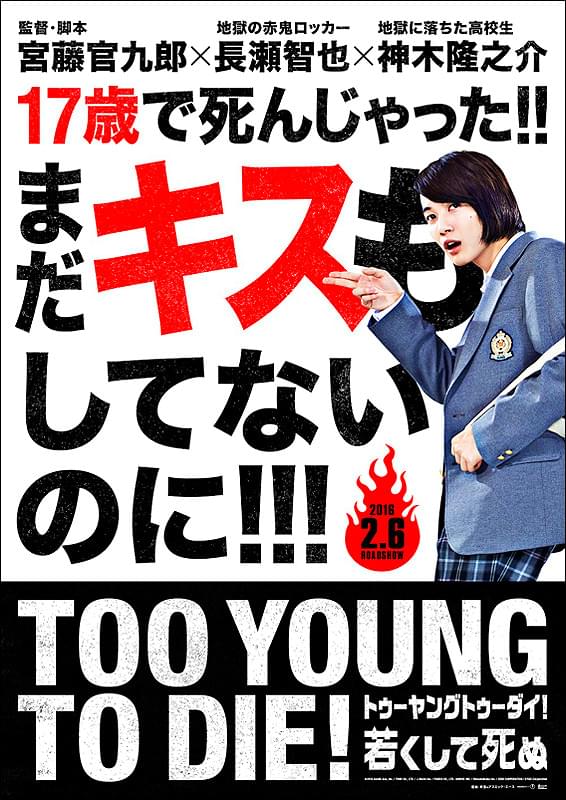 監督・脚本 地獄の赤鬼ロッカー 地獄に落ちた高校生
宮藤官九郎×長瀬智也×神木隆之介
17歳で死んじゃった!!
まだ
キスも
してない
のに!!!
2016
2.6
ROADSHOW
TOO YOUNG
TO DIE!
トゥーヤングトゥーダイ!
若くして死ぬ